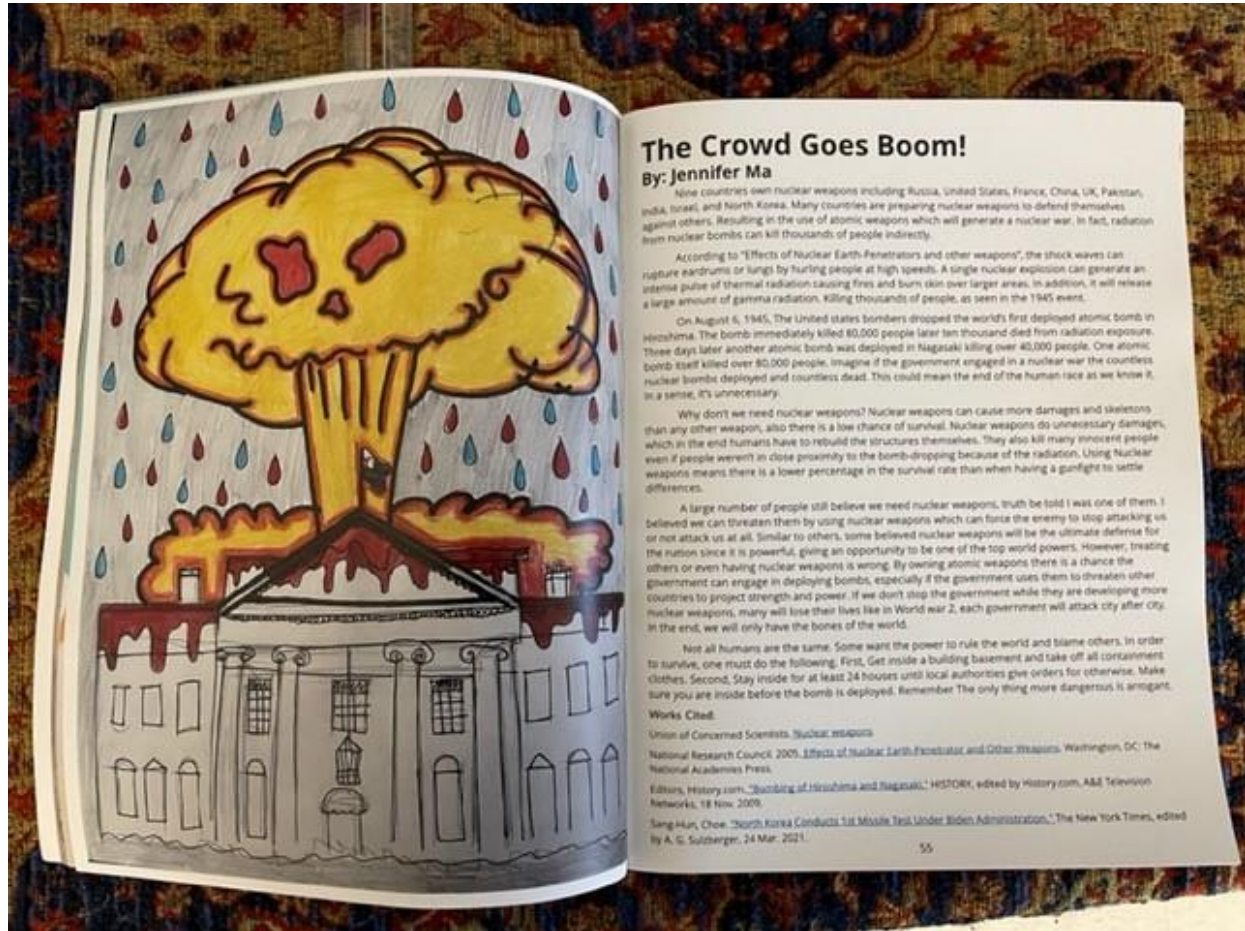 The Crowd Goes Boom!
By: Jennifer Ma
Nine countries own nuclear weapons including Russia, United States, France, China, UK, Pakistan,
India, Israel, and North Korea. Many countries are preparing nuclear weapons to defend themselves
against others. Resulting in the use of atomic weapons which will generate a nuclear war. In fact, radiation
from nuclear bombs can kill thousands of people indirectly.
According to "Effects of Nuclear Earth-Penetrators and other weapons", the shock waves can
rupture eardrums or lungs by hurling people at high speeds. A single nuclear explosion can generate an
intense pulse of thermal radiation causing fires and burn skin over larger areas. In addition, it will release
a large amount of gamma radiation. Killing thousands of people, as seen in the 1945 event.
On August 6, 1945, The United states bombers dropped the world's first deployed atomic bomb in
Hiroshima. The bomb immediately killed 80,000 people later ten thousand died from radiation exposure.
Three days later another atomic bomb was deployed in Nagasaki killing over 40,000 people. One atomic
bomb itself killed over 80,000 people. Imagine if the government engaged in a nuclear war the countless
nuclear bombs deployed and countless dead. This could mean the end of the human race as we know it.
In a sense, it's unnecessary.
Why don't we need nuclear weapons? Nuclear weapons can cause more damages and skeletons
than any other weapon, also there is a low chance of survival. Nuclear weapons do unnecessary damages,
which in the end humans have to rebuild the structures themselves. They also kill many innocent people
even if people weren't in close proximity to the bomb-dropping because of the radiation. Using Nuclear
weapons means there is a lower percentage in the survival rate than when having a gunfight to settle
differences.
A large number of people still believe we need nuclear weapons, truth be told I was one of them. I
believed we can threaten them by using nuclear weapons which can force the enemy to stop attacking us
or not attack us at all. Similar to others, some believed nuclear weapons will be the ultimate defense for
the nation since it is powerful, giving an opportunity to be one of the top world powers. However, treating
others or even having nuclear weapons is wrong. By owning atomic weapons there is a chance the
government can engage in deploying bombs, especially if the government uses them to threaten other
countries to project strength and power. If we don't stop the government while they are developing more
nuclear weapons, many will lose their lives like in World war 2, each government will attack city after city.
In the end, we will only have the bones of the world.
Not all humans are the same. Some want the power to rule the world and blame others. In order
to survive, one must do the following. First, Get inside a building basement and take off all containment
clothes. Second, Stay inside for at least 24 houses until local authorities give orders for otherwise. Make
sure you are inside before the bomb is deployed. Remember The only thing more dangerous is arrogant.
Works Cited:
Union of Concerned Scientists. Nuclear weapons
National Research Council. 2005. Effects of Nuclear Earth-Penetrator and Other Weapons. Washington, DC: The
National Academies Press.
Editors, History.com. "Bombing of Hiroshima and Nagasaki." HISTORY, edited by History.com, A&E Television
Networks, 18 Nov. 2009,
Sang-Hun, Choe. "North Korea Conducts 1st Missile Test Under Biden Administration." The New York Times, edited
by A. G. Sulzberger, 24 Mar. 2021.
55